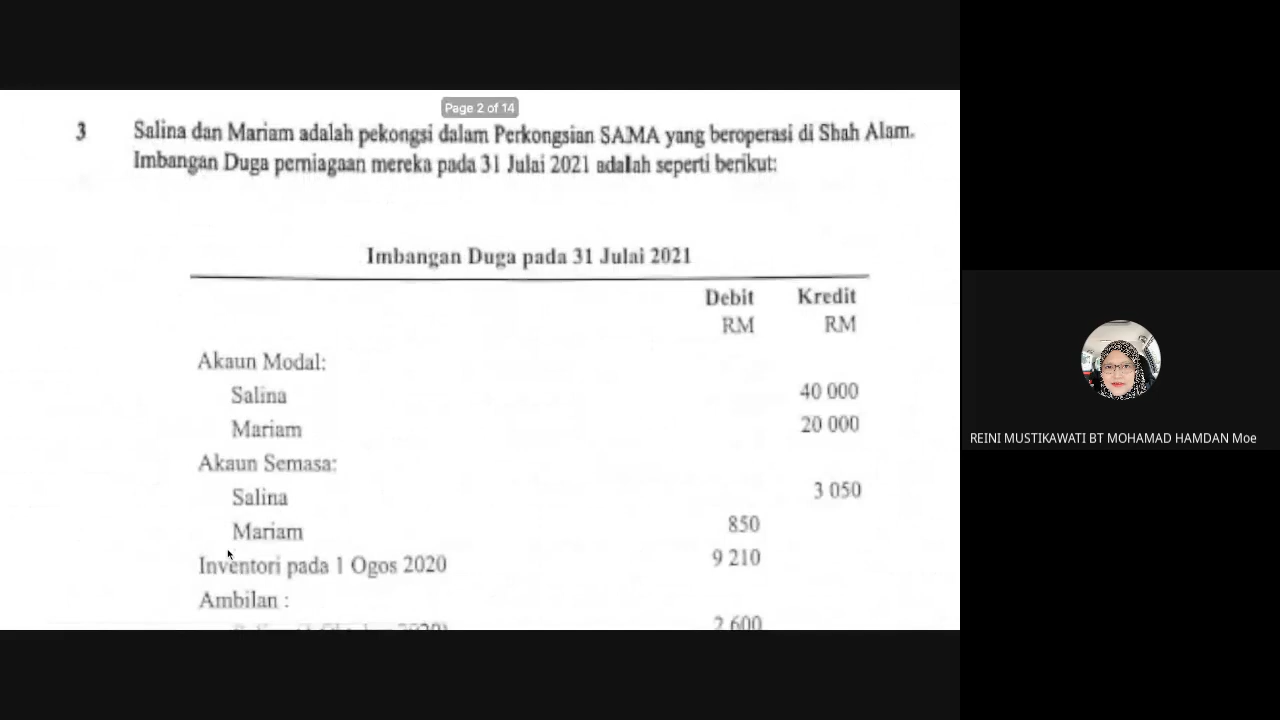 Page 2 of 14
3 Salina dan Mariam adalah pekongsi dalam Perkongsian SAMA yang beroperasi di Shah Alam.
Imbangan Duga perniagaan mereka pada 31 Julai 2021 adalah seperti berikut:
Imbangan Duga pada 31 Julai 2021
Debit Kredit
RM RM
Akaun Modal:
Salina 40 000
Mariam 20 000
Akaun Semasa:
Salina 3 050
Mariam 850
Inventori pada 1 Ogos 2020 9 210
Ambilan :
2 600
REINI MUSTIKAWATI BT MOHAMAD HAMDAN Moe